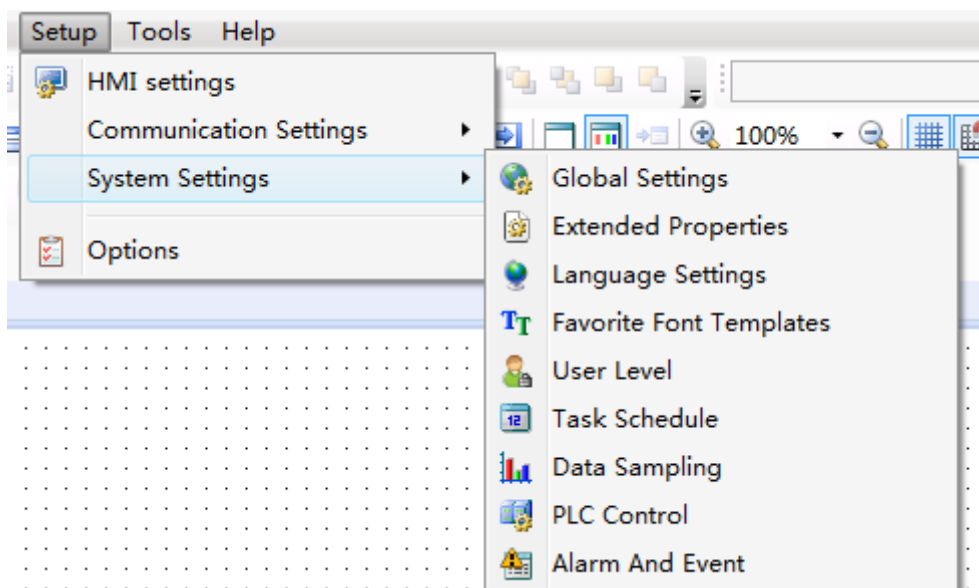 Setup Tools Help
HMI settings
Communication Settings
100%
System Settings
Options
Global Settings
Extended Properties
Language Settings
Favorite Font Templates
User Level
Task Schedule
12
Data Sampling
PLC Control
Alarm And Event